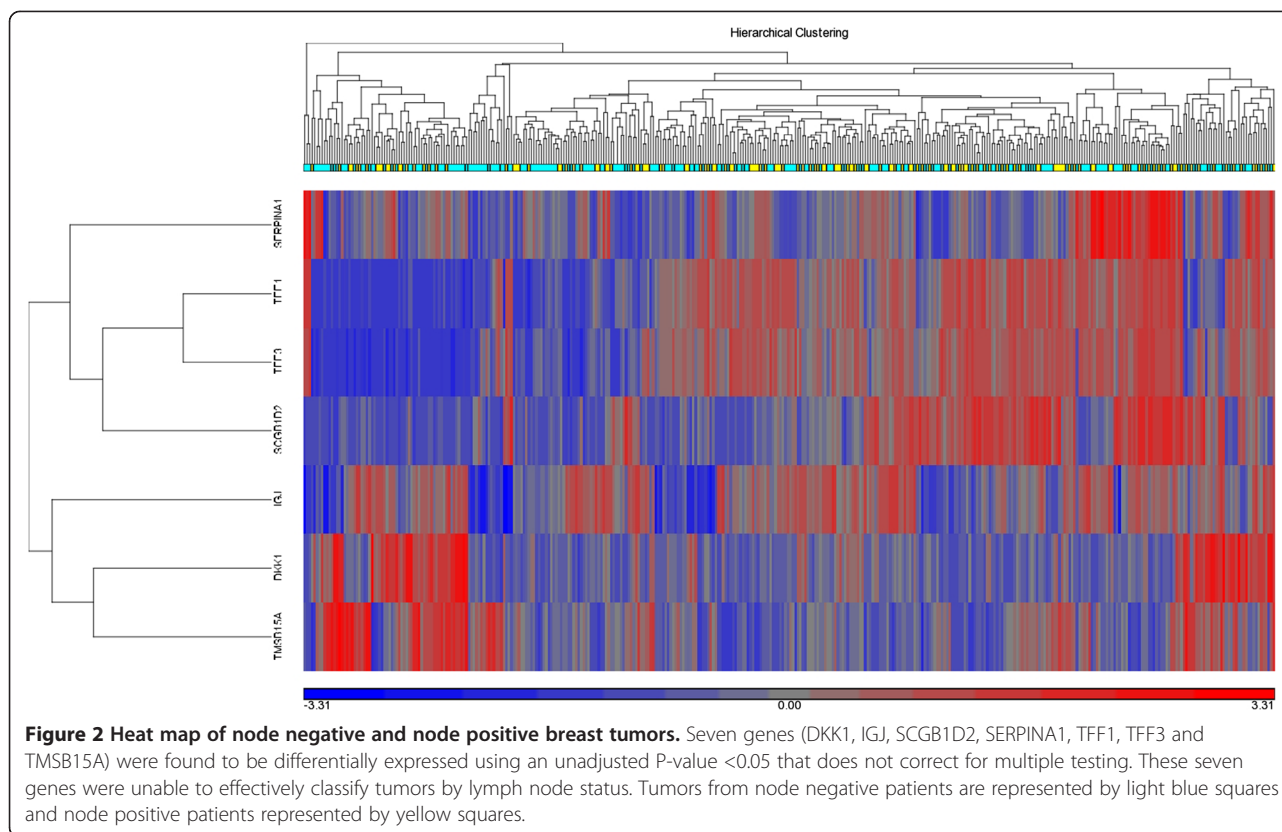 Hierarchical Clustering
SERPINA1
TFF1
TFF3
SCGB1D2
IGJ
DKK1
TMSB15A
-3.31 0.00 3.31
Figure 2 Heat map of node negative and node positive breast tumors. Seven genes (DKK1, IGJ, SCGB1D2, SERPINA1, TFF1, TFF3 and
TMSB15A) were found to be differentially expressed using an unadjusted P-value <0.05 that does not correct for multiple testing. These seven
genes were unable to effectively classify tumors by lymph node status. Tumors from node negative patients are represented by light blue squares
and node positive patients represented by yellow squares.